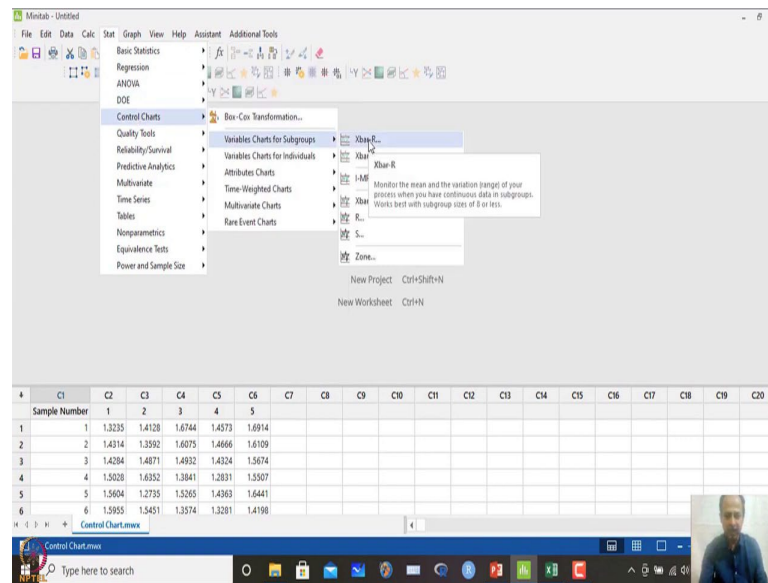 Minitab - Untitled
File Edit Data Calc Stat Graph View Help Assistant Additional Tools
Basic Statistics
Regression
ANOVA
DOE
Control Charts
Quality Tools
Reliability/Survival
Predictive Analytics
Multivariate
Time Series
Tables
Nonparametrics
Equivalence Tests
Power and Sample Size
Box-Cox Transformation...
Variables Charts for Subgroups
Variables Charts for Individuals
Attributes Charts
Time-Weighted Charts
Multivariate Charts
Rare Event Charts
Xbar-R...
Xbar
I-MR
Xbar
R...
S...
Zone...
Xbar-R
Monitor the mean and the variation (range) of your
process when you have continuous data in subgroups.
Works best with subgroup sizes of 8 or less.
New Project Ctrl+Shift+N
New Worksheet Ctrl+N
C1 C2 C3 C4 C5 C6 C7 C8 C9 C10 C11 C12 C13 C14 C15 C16 C17 C18 C19 C20
Sample Number 1 2 3 4 5
1 1 1.3235 1.4128 1.6744 1.4573 1.6914
2 2 1.4314 1.3592 1.6075 1.4666 1.6109
3 3 1.4284 1.4871 1.4932 1.4324 1.5674
4 4 1.5028 1.6352 1.3841 1.2831 1.5507
5 5 1.5604 1.2735 1.5265 1.4363 1.6441
6 6 1.5955 1.5451 1.3574 1.3281 1.4198
Control Chart.mwx
Control Chart.mwx
Type here to search
NPTEL